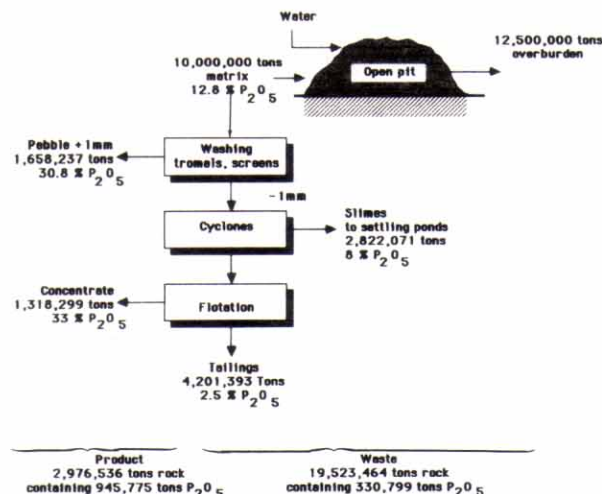 Water
12,500,000 tons
overburden
10,000,000 tons
matrix
12.8 % P2O5
Open pit
Pebble + 1mm
1,658,237 tons
30.8 % P2O5
Washing
tromels, screens
-1mm
Cyclones
Slimes
to settling ponds
2,822,071 tons
8 % P2O5
Concentrate
1,318,299 tons
33 % P2O5
Flotation
Tailings
4,201,393 Tons
2.5 % P2O5
Product
2,976,536 tons rock
containing 945,775 tons P2O5
Waste
19,523,464 tons rock
containing 330,799 tons P2O5